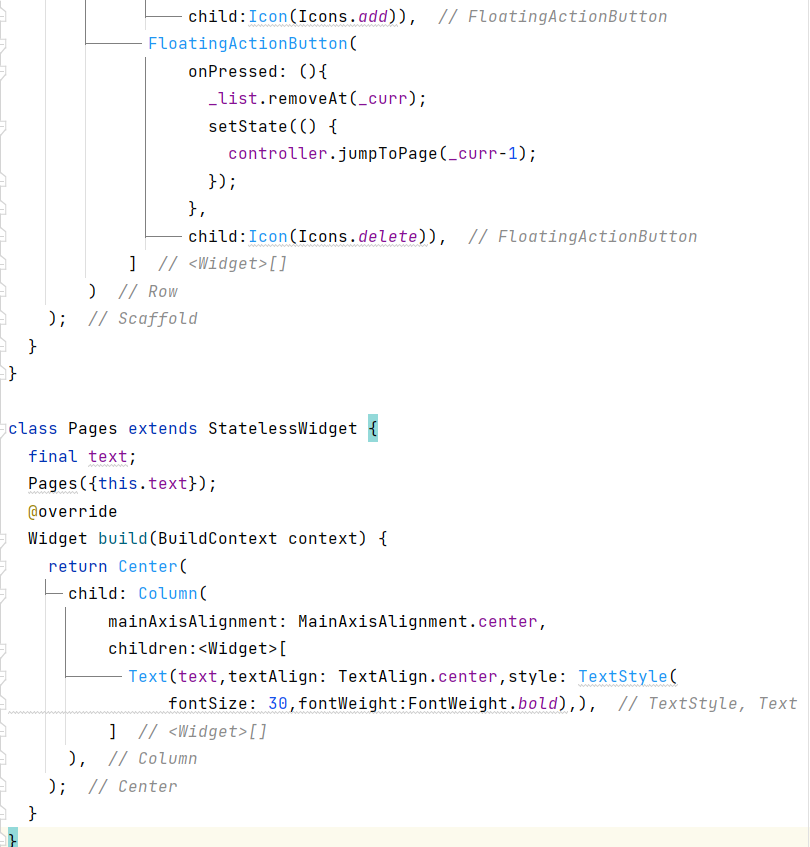 child:Icon(Icons.add)),  // FloatingActionButton
              FloatingActionButton(
                  onPressed: (){
                    _list.removeAt(_curr);
                    setState(() {
                      controller.jumpToPage(_curr-1);
                    });
                  },
                  child:Icon(Icons.delete)),  // FloatingActionButton
            ]  // <Widget>[]
        )  // Row
    );  // Scaffold
  }
}

class Pages extends StatelessWidget {
  final text;
  Pages({this.text});
  @override
  Widget build(BuildContext context) {
    return Center(
      child: Column(
          mainAxisAlignment: MainAxisAlignment.center,
          children:<Widget>[
            Text(text,textAlign: TextAlign.center,style: TextStyle(
                fontSize: 30,fontWeight:FontWeight.bold),),  // TextStyle, Text
          ]  // <Widget>[]
      ),  // Column
    );  // Center
  }
}